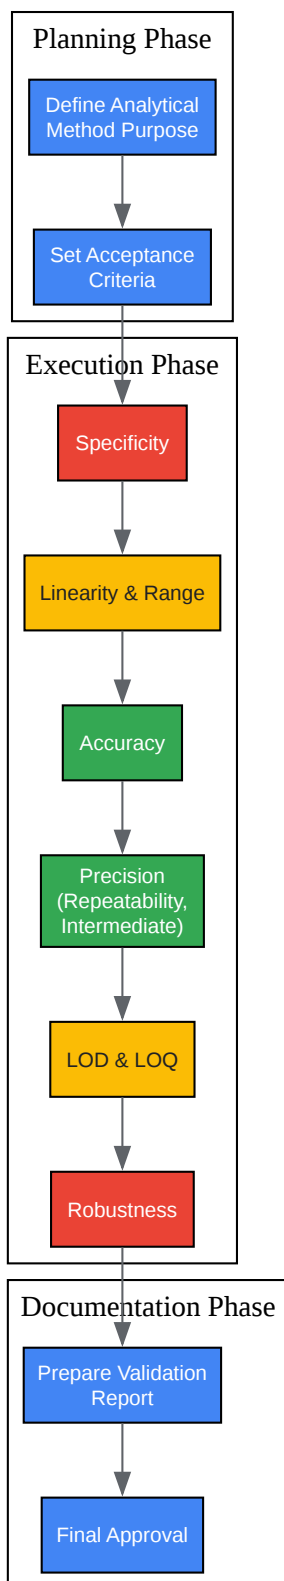 Planning Phase
Define Analytical
Method Purpose
Set Acceptance
Criteria
Execution Phase
Specificity
Linearity & Range
Accuracy
Precision
(Repeatability,
Intermediate)
LOD & LOQ
Robustness
Documentation Phase
Prepare Validation
Report
Final Approval